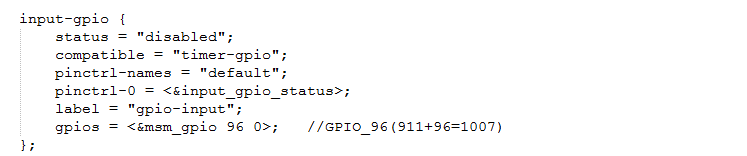 input-gpio {
    status = "disabled";
    compatible = "timer-gpio";
    pinctrl-names = "default";
    pinctrl-0 = <&input_gpio_status>;
    label = "gpio-input";
    gpios = <&msm_gpio 96 0>;   //GPIO_96(911+96=1007)
};